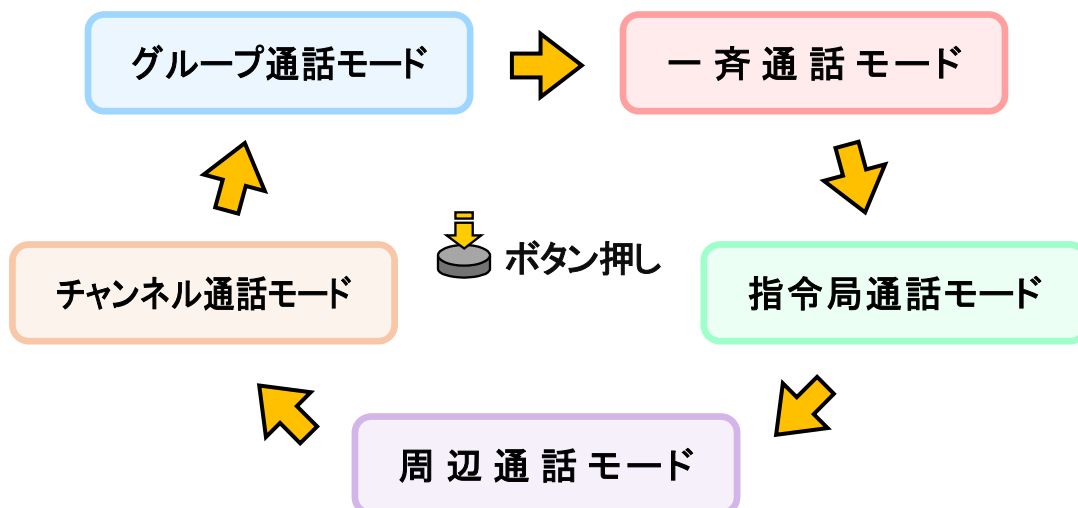 グループ通話モード
一斉通話モード
チャンネル通話モード
ボタン押し
指令局通話モード
周辺通話モード